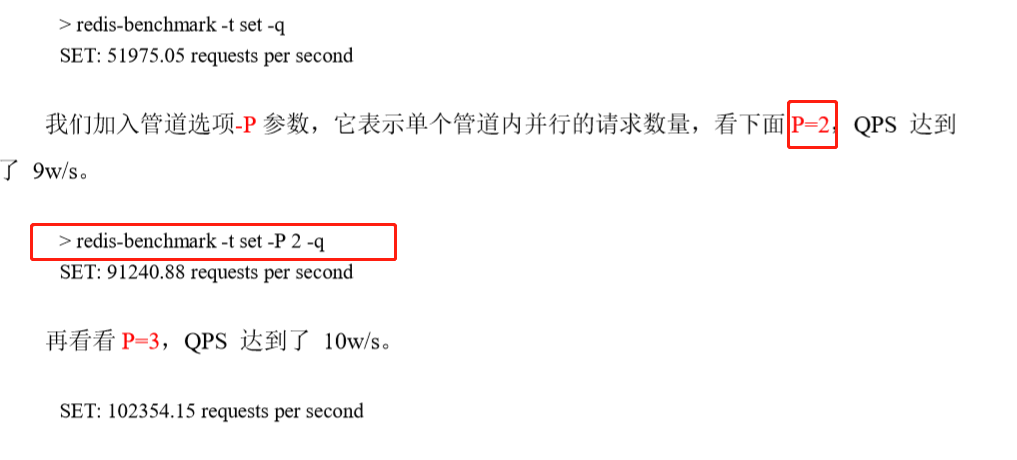 > redis-benchmark -t set -q
SET: 51975.05 requests per second
我们加入管道选项-P 参数，它表示单个管道内并行的请求数量，看下面 P=2，QPS 达到
了 9w/s。
> redis-benchmark -t set -P 2 -q
SET: 91240.88 requests per second
再看看 P=3，QPS 达到了 10w/s。
SET: 102354.15 requests per second